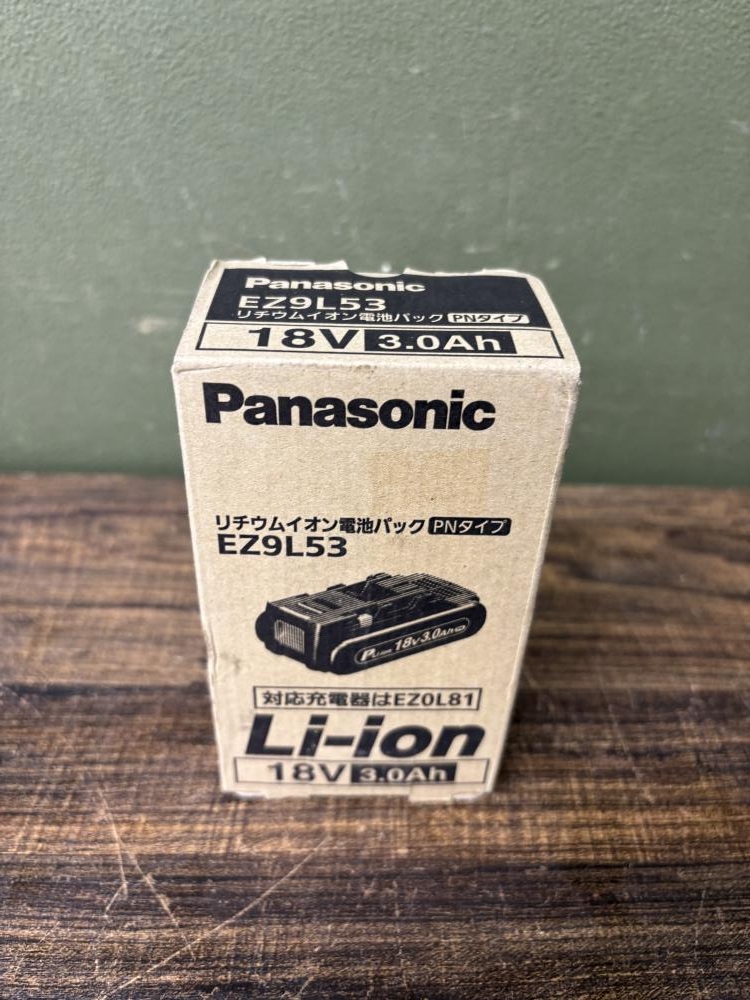 Panasonic
EZ9L53
リチウムイオン電池パック PNタイプ
18V 3.0Ah
Panasonic
リチウムイオン電池パック PNタイプ
EZ9L53
18V 3.0Ah
対応充電器はEZ0L81
Li-ion
18V 3.0Ah